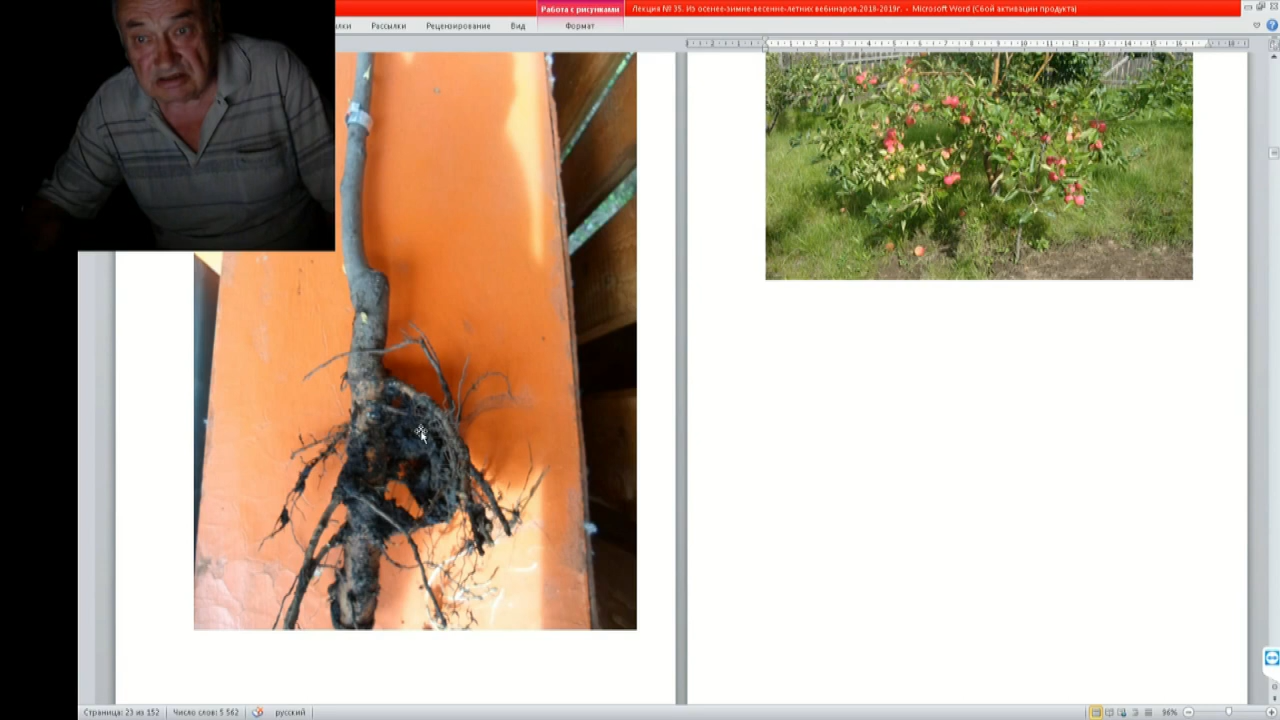 Работа с рисунками
Лекция № 35. Из осенее-зимне-весенне-летних вебинаров.2018-2019г. - Microsoft Word (Сбой активации продукта)
Рассылки Рецензирование Вид Формат
Страница: 23 из 152 Число слов: 5 562 русский 96%